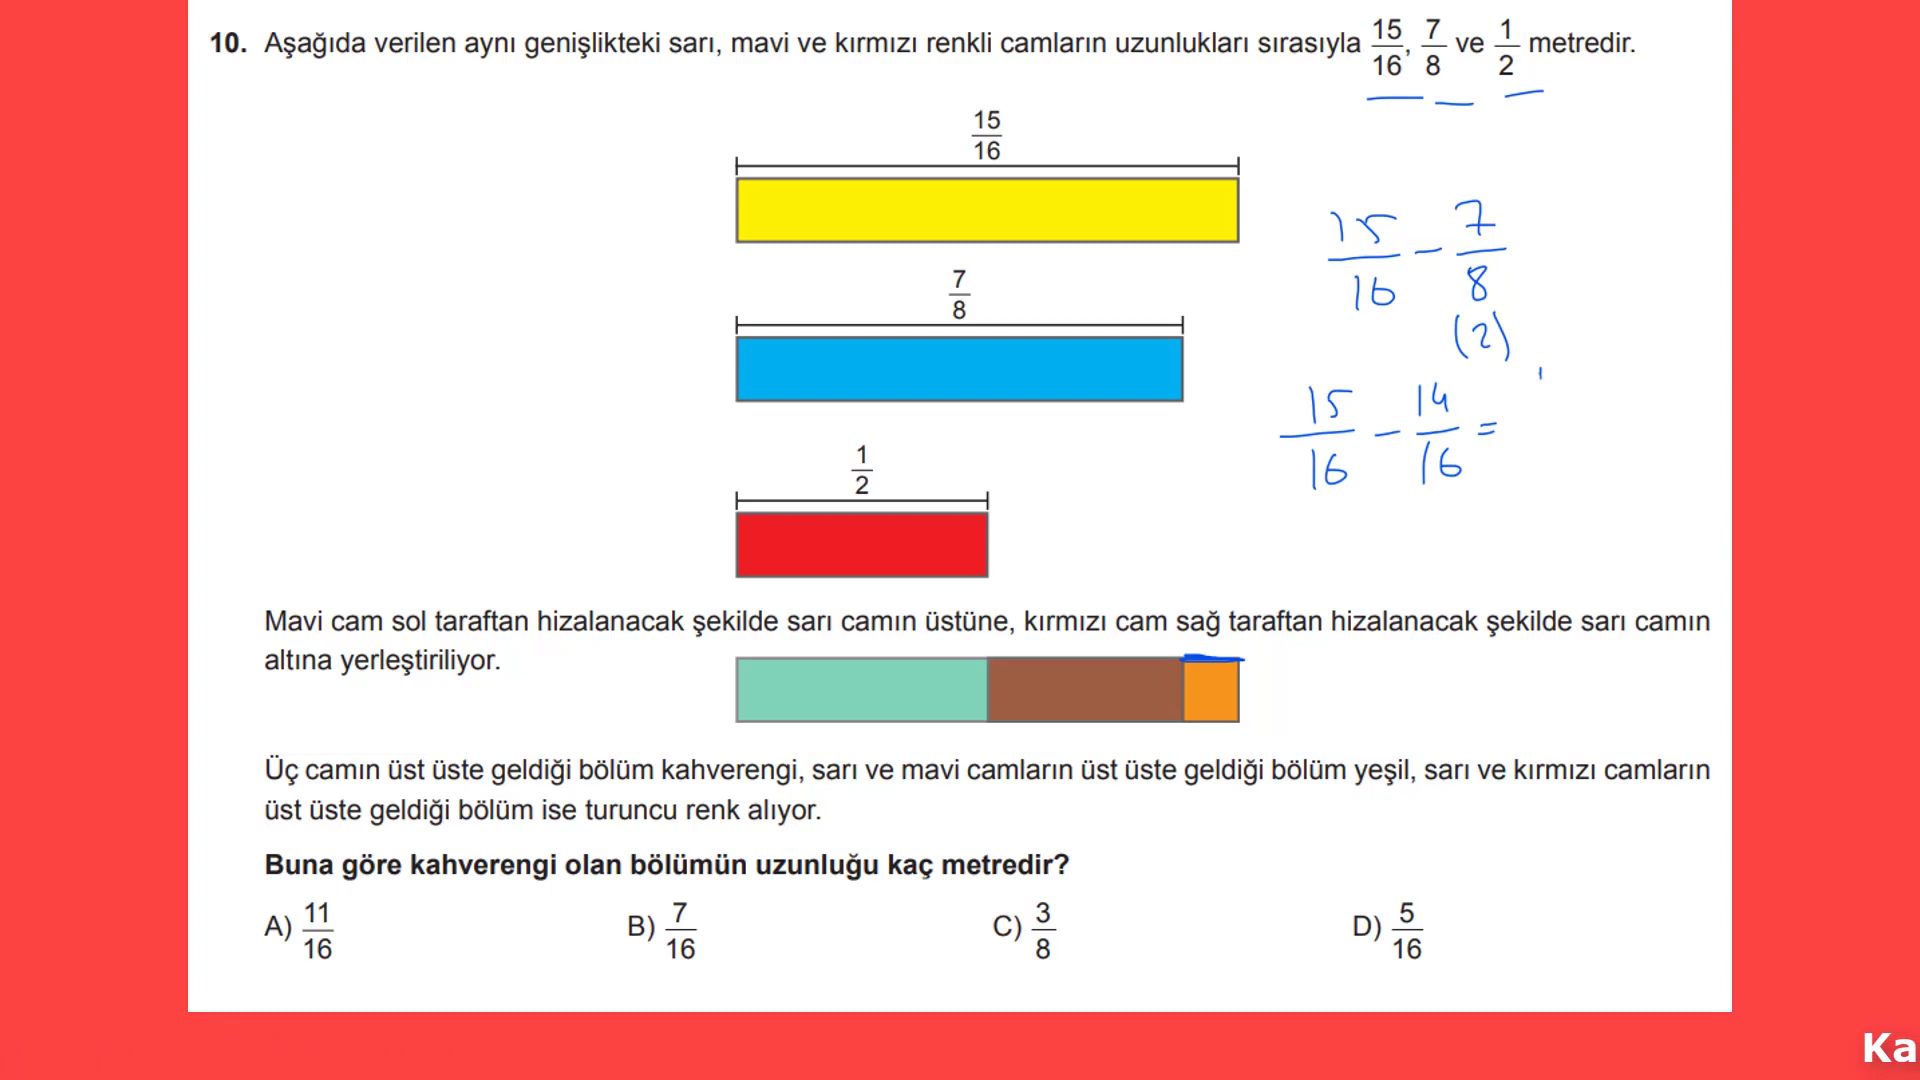 10. Aşağıda verilen aynı genişlikteki sarı, mavi ve kırmızı renkli camların uzunlukları sırasıyla 15/16, 7/8 ve 1/2 metredir.
15/16
7/8
1/2
15/16 - 7/8
(2)
15/16 - 14/16 =
Mavi cam sol taraftan hizalanacak şekilde sarı camın üstüne, kırmızı cam sağ taraftan hizalanacak şekilde sarı camın
altına yerleştiriliyor.
Üç camın üst üste geldiği bölüm kahverengi, sarı ve mavi camların üst üste geldiği bölüm yeşil, sarı ve kırmızı camların
üst üste geldiği bölüm ise turuncu renk alıyor.
Buna göre kahverengi olan bölümün uzunluğu kaç metredir?
A) 11/16 B) 7/16 C) 3/8 D) 5/16
Ka